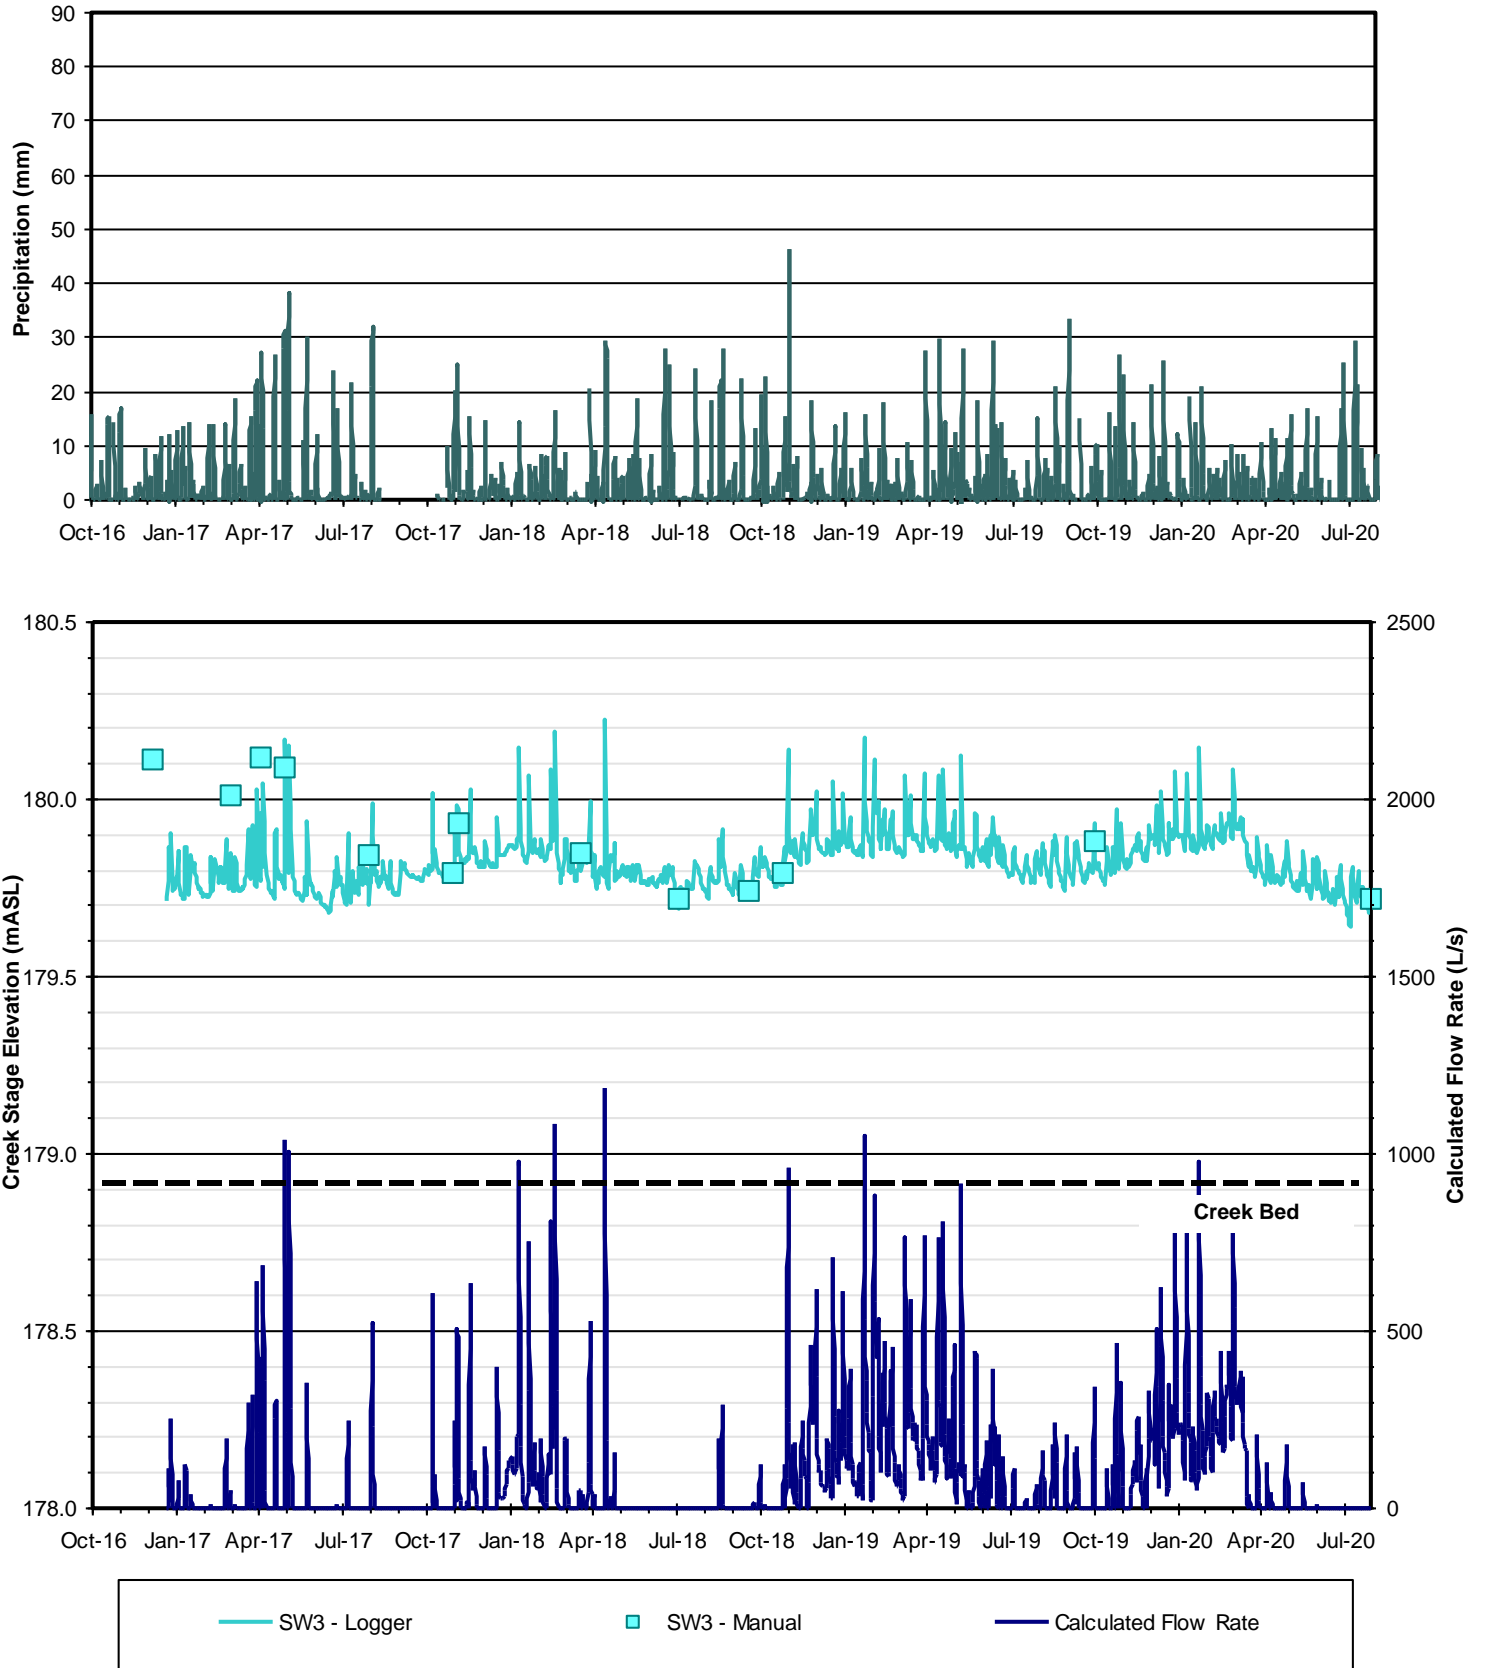 90
80
70
60
50
40
30
20
10
0
Precipitation (mm)
Oct-16 Jan-17 Apr-17 Jul-17 Oct-17 Jan-18 Apr-18 Jul-18 Oct-18 Jan-19 Apr-19 Jul-19 Oct-19 Jan-20 Apr-20 Jul-20
180.5 2500
180.0 2000
179.5 1500
179.0 1000
178.5 500
178.0 0
Creek Stage Elevation (mASL)
Calculated Flow Rate (L/s)
Creek Bed
Oct-16 Jan-17 Apr-17 Jul-17 Oct-17 Jan-18 Apr-18 Jul-18 Oct-18 Jan-19 Apr-19 Jul-19 Oct-19 Jan-20 Apr-20 Jul-20
SW3 - Logger SW3 - Manual Calculated Flow Rate